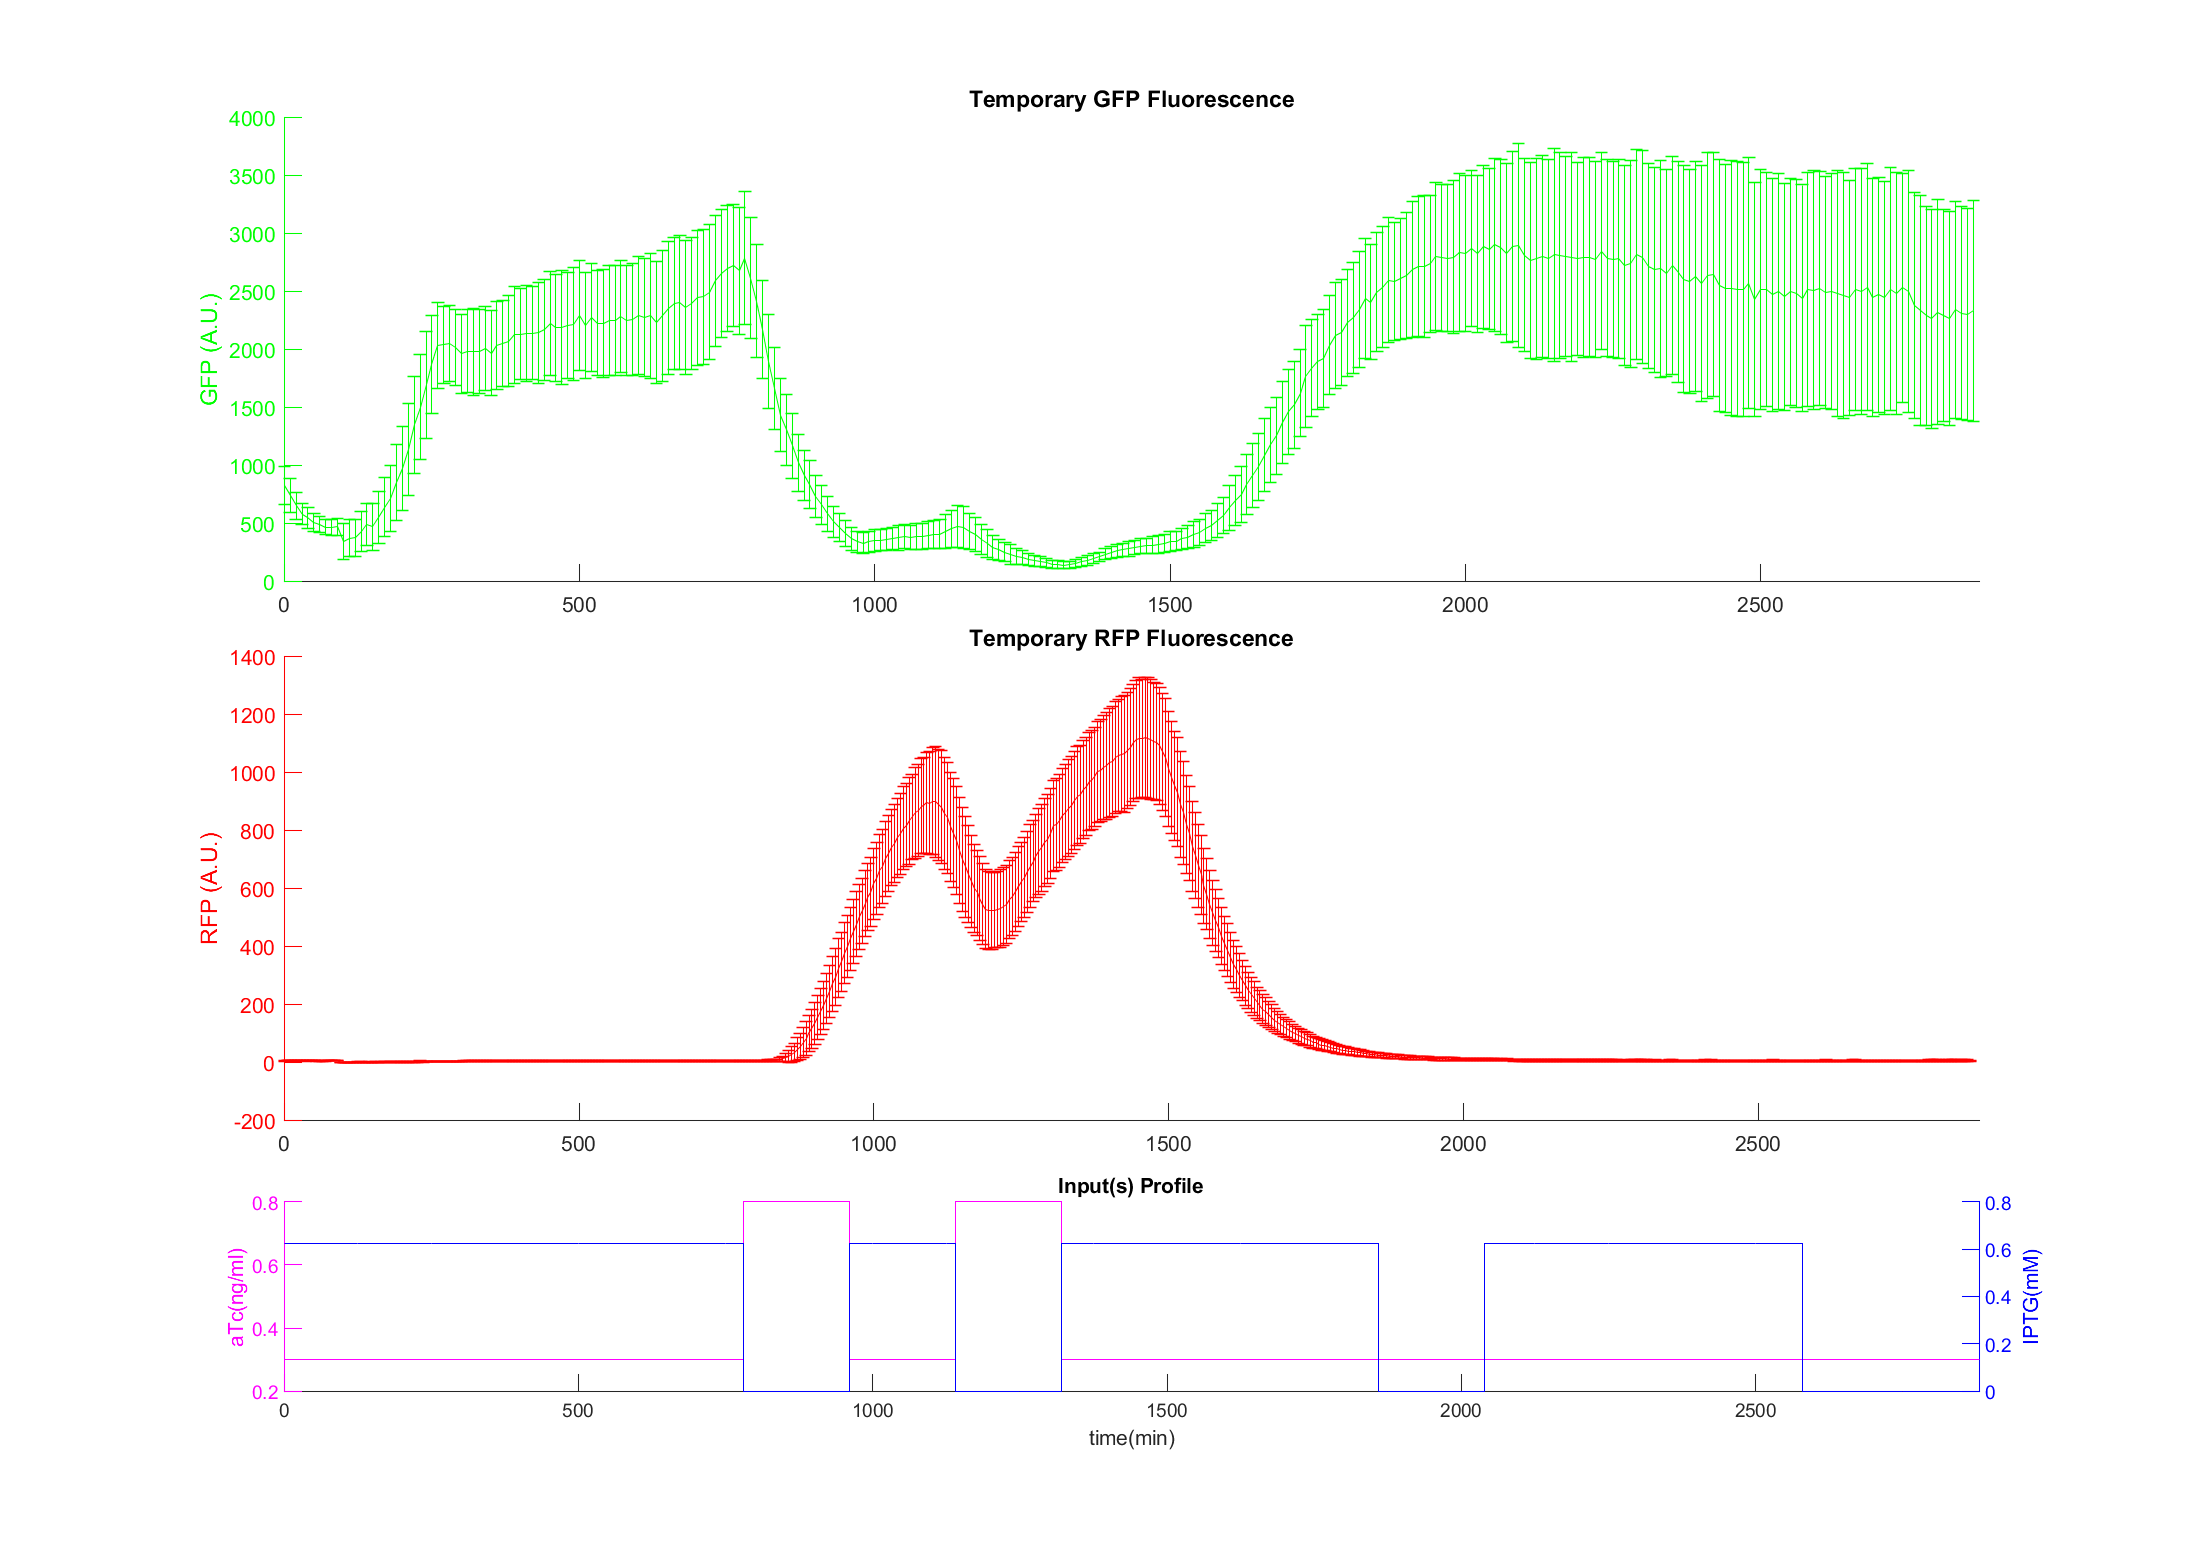 Temporary GFP Fluorescence
4000
3500
3000
2500
2000
1500
1000
500
0
GFP (A.U.)
0 500 1000 1500 2000 2500
Temporary RFP Fluorescence
1400
1200
1000
800
600
400
200
0
-200
RFP (A.U.)
0 500 1000 1500 2000 2500
Input(s) Profile
0.8
0.6
0.4
0.2
aTc(ng/ml)
0.8
0.6
0.4
0.2
0
IPTG(mM)
0 500 1000 1500 2000 2500
time(min)